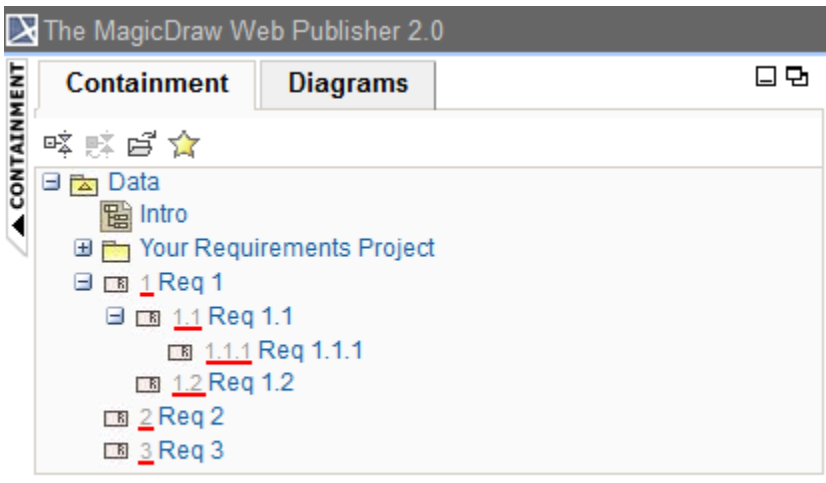 The MagicDraw Web Publisher 2.0
CONTAINMENT
Containment Diagrams
Data
Intro
Your Requirements Project
1 Req 1
1.1 Req 1.1
1.1.1 Req 1.1.1
1.2 Req 1.2
2 Req 2
3 Req 3